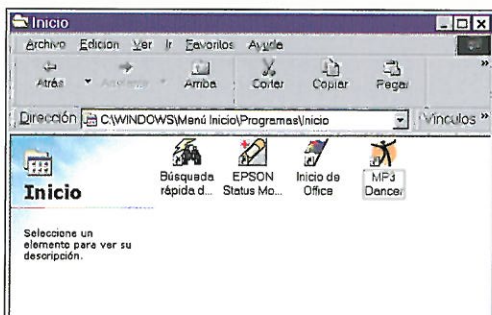 Inicio
Archivo Edición Ver Ir Favoritos Ayuda
Atrás Adelante Arriba Cortar Copiar Pegar »
Dirección C:\WINDOWS\Menú Inicio\Programas\Inicio Vínculos »
Inicio
Seleccione un
elemento para ver su
descripción.
Búsqueda
rápida d...
EPSON
Status Mo...
Inicio de
Office
MP3
Dancer